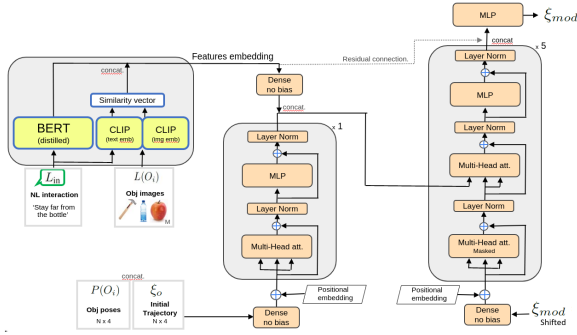 MLP
ξ_mod
concat
x 5
Residual connection.
Features embedding
Layer Norm
concat.
Dense
no bias
MLP
Similarity vector
concat.
x 1
Layer Norm
BERT
(distilled)
CLIP
(text emb)
CLIP
(Img emb)
Layer Norm
MLP
Multi-Head att.
L_in
NL interaction
'Stay far from
the bottle'
L(O_i)
Obj images
M
Layer Norm
Layer Norm
Multi-Head att.
Multi-Head att.
Masked
concat.
P(O_i)
Obj poses
N x 4
ξ_o
Initial
Trajectory
N x 4
Positional
embedding
Positional
embedding
Dense
no bias
Dense
no bias
ξ_mod
Shifted